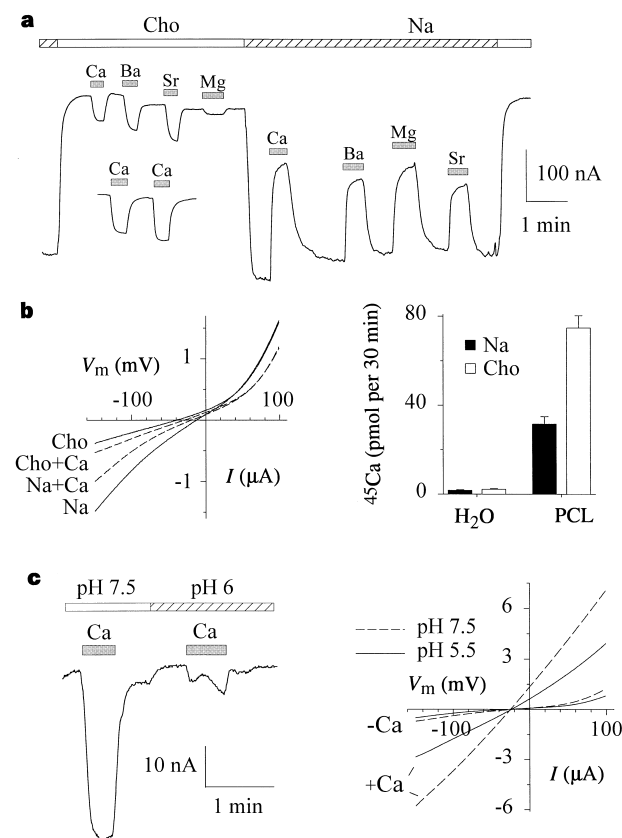 a
Cho Na
Ca Ba Sr Mg
Ca Ba Mg Sr
Ca Ca
100 nA
1 min
b
Vm (mV)
1
-100 100
Cho
Cho+Ca
Na+Ca
Na
-1
I (μA)
45Ca (pmol per 30 min)
80
40
0
Na
Cho
H2O PCL
c
pH 7.5 pH 6
Ca Ca
10 nA
1 min
pH 7.5
pH 5.5
Vm (mV)
6
3
-100 100
-Ca
+Ca
-3
-6
I (μA)